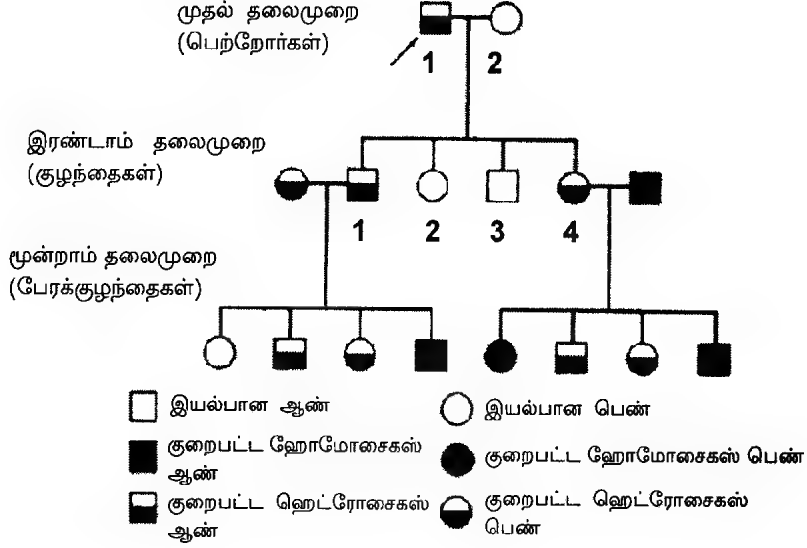 முதல் தலைமுறை
(பெற்றோர்கள்)
1 2
இரண்டாம் தலைமுறை
(குழந்தைகள்)
1 2 3 4
மூன்றாம் தலைமுறை
(பேரக்குழந்தைகள்)
இயல்பான ஆண்
இயல்பான பெண்
குறைபட்ட ஹோமோசைகஸ்
ஆண்
குறைபட்ட ஹோமோசைகஸ் பெண்
குறைபட்ட ஹெட்ரோசைகஸ்
ஆண்
குறைபட்ட ஹெட்ரோசைகஸ்
பெண்